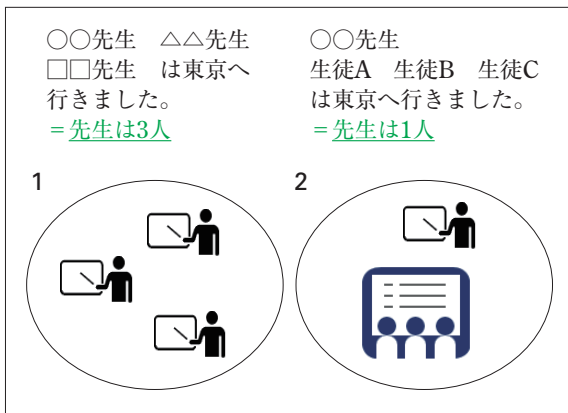 ○○先生　△△先生
□□先生　は東京へ
行きました。
＝先生は3人
○○先生
生徒A　生徒B　生徒C
は東京へ行きました。
＝先生は1人
1
2